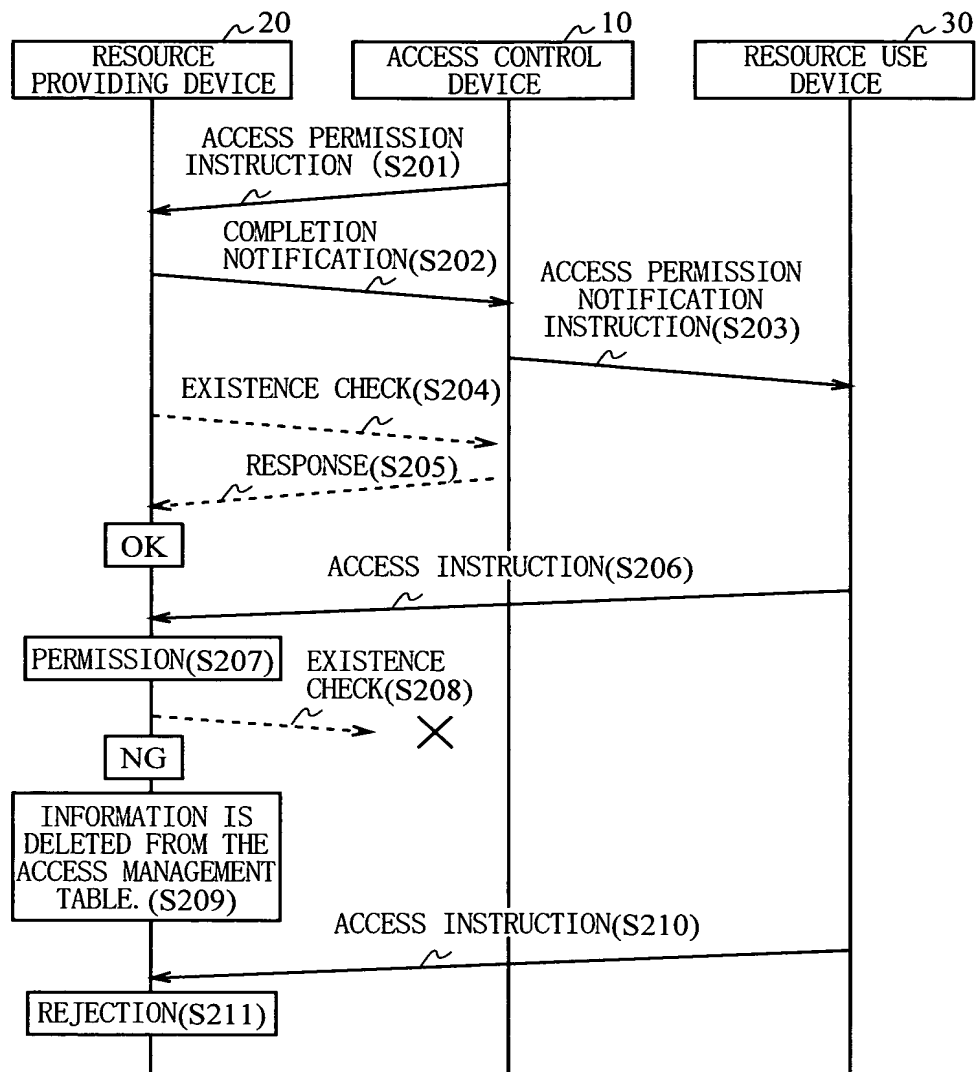 20
10
30
RESOURCE
PROVIDING DEVICE
ACCESS CONTROL
DEVICE
RESOURCE USE
DEVICE
ACCESS PERMISSION
INSTRUCTION (S201)
COMPLETION
NOTIFICATION(S202)
ACCESS PERMISSION
NOTIFICATION
INSTRUCTION(S203)
EXISTENCE CHECK(S204)
RESPONSE(S205)
OK
ACCESS INSTRUCTION(S206)
PERMISSION(S207)
EXISTENCE
CHECK(S208)
NG
INFORMATION IS
DELETED FROM THE
ACCESS MANAGEMENT
TABLE. (S209)
ACCESS INSTRUCTION(S210)
REJECTION(S211)